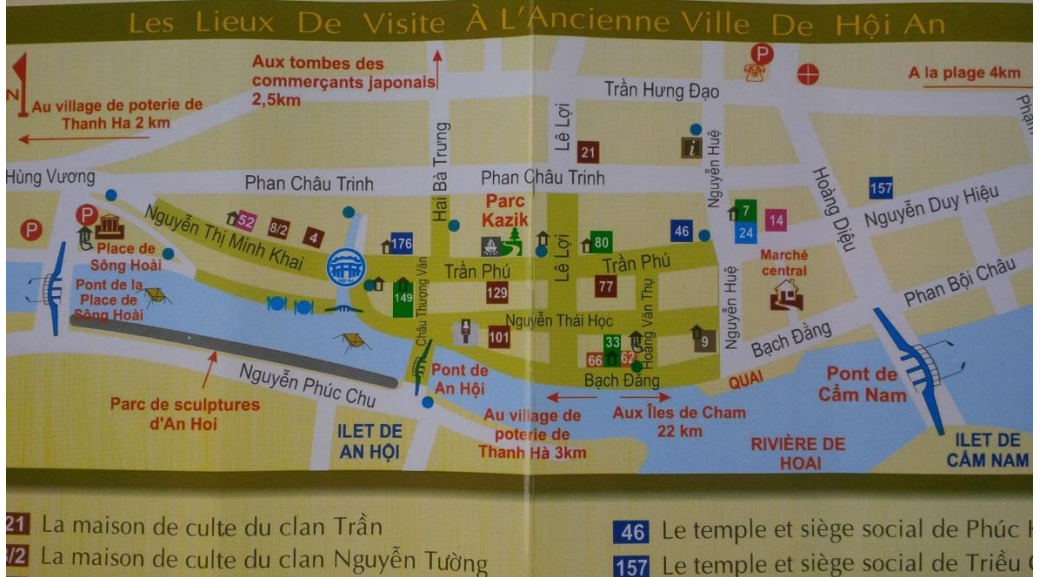 Les Lieux De Visite À L'Ancienne Ville De Hội An
N
Au village de poterie de
Thanh Ha 2 km
Aux tombes des
commerçants japonais
2,5km
Hai Bà Trưng
Lê Lợi
Trần Hưng Đạo
P
A la plage 4km
21
i
Nguyễn Huệ
Hoàng Diệu
Hùng Vương
Phan Châu Trinh
Phan Châu Trinh
Parc
Kazik
157
Nguyễn Duy Hiệu
P
P
Place de
Sông Hoài
Nguyễn Thị Minh Khai
52
8/2
4
176
80
46
7
24
14
Marché
central
Pont de la
Place de
Sông Hoài
149
Châu Thượng Văn
Trần Phú
129
Lê Lợi
Trần Phú
77
Hoàng Văn Thụ
Nguyễn Huệ
Phan Bội Châu
Nguyễn Thái Học
101
33
66
62
9
Bạch Đằng
Bạch Đằng
QUAI
Nguyễn Phúc Chu
Pont de
An Hội
Pont de
Cẩm Nam
Parc de sculptures
d'An Hoi
ILET DE
AN HỘI
Au village de
poterie de
Thanh Hà 3km
Aux Îles de Cham
22 km
RIVIÈRE DE
HOAI
ILET DE
CẨM NAM
21 La maison de culte du clan Trần
8/2 La maison de culte du clan Nguyễn Tường
46 Le temple et siège social de Phúc
157 Le temple et siège social de Triều